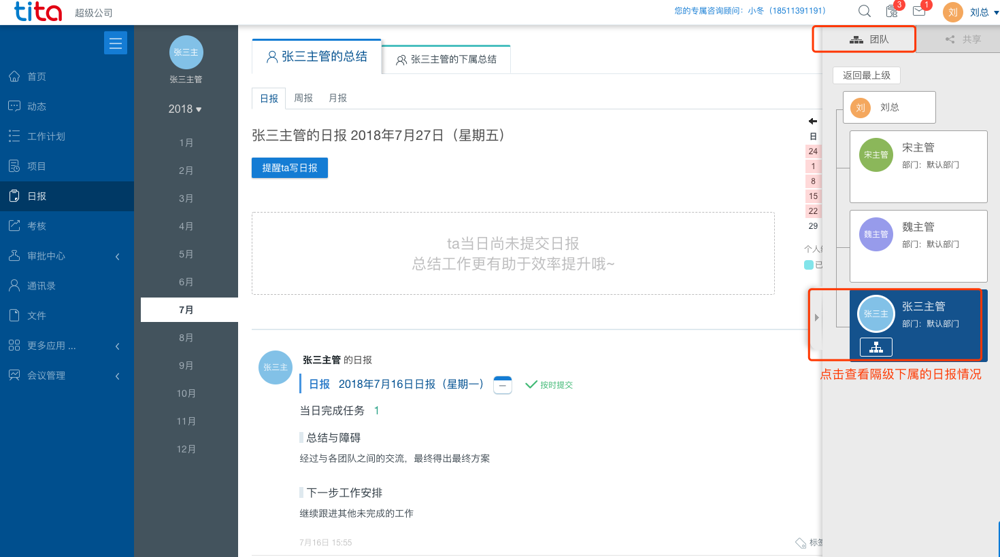 tita 超级公司
您的专属咨询顾问：小冬（18511391191）
3
1
刘 刘总
首页
动态
工作计划
项目
日报
考核
审批中心
通讯录
文件
更多应用 ...
会议管理
张三主
张三主管
2018
1月
2月
3月
4月
5月
6月
7月
8月
9月
10月
11月
12月
张三主管的总结
张三主管的下属总结
日报 周报 月报
张三主管的日报 2018年7月27日（星期五）
提醒ta写日报
ta当日尚未提交日报
总结工作更有助于效率提升哦~
日
24
1
8
15
22
29
个人
已
张三主
张三主管 的日报
日报 2018年7月16日日报（星期一）
按时提交
当日完成任务 1
总结与障碍
经过与各团队之间的交流，最终得出最终方案
下一步工作安排
继续跟进其他未完成的工作
7月16日 15:55
标签
团队
共享
返回最上级
刘 刘总
宋主管 宋主管
部门：默认部门
魏主管 魏主管
部门：默认部门
张三主 张三主管
部门：默认部门
点击查看隔级下属的日报情况